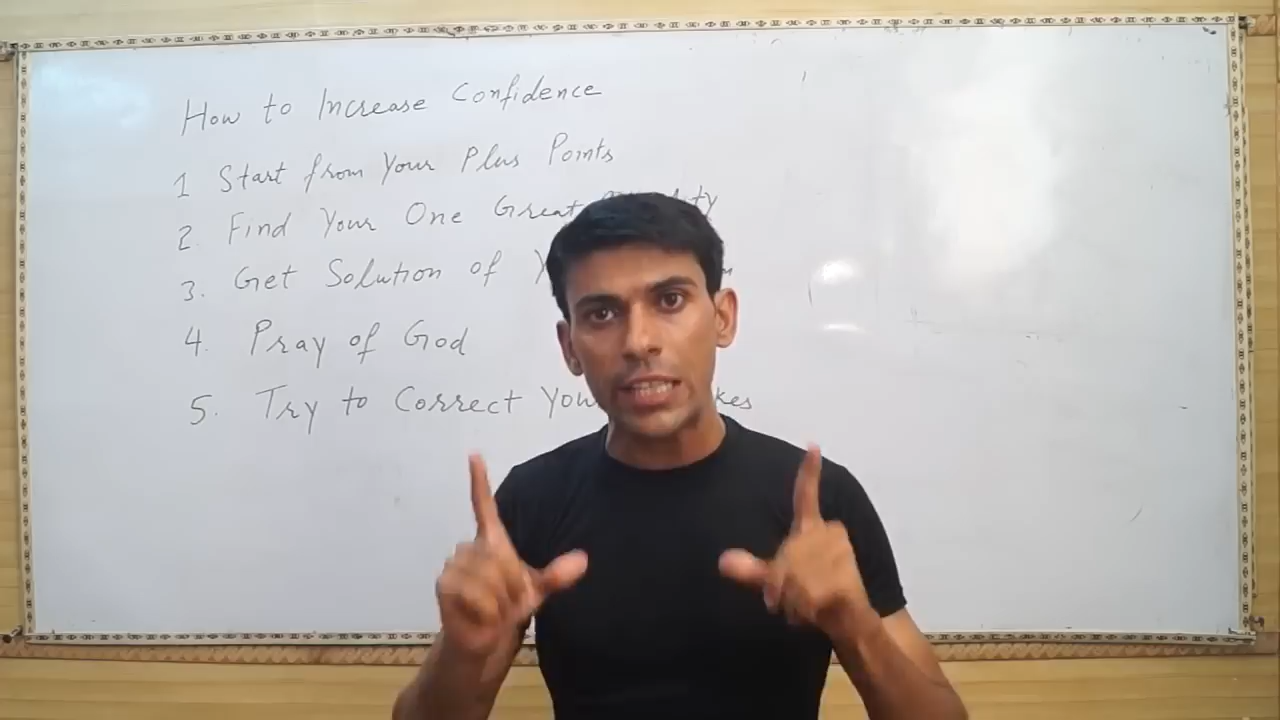 How to Increase Confidence
1 Start from Your Plus Points
2. Find Your One Great
3. Get Solution of
4. Pray of God
5. Try to Correct